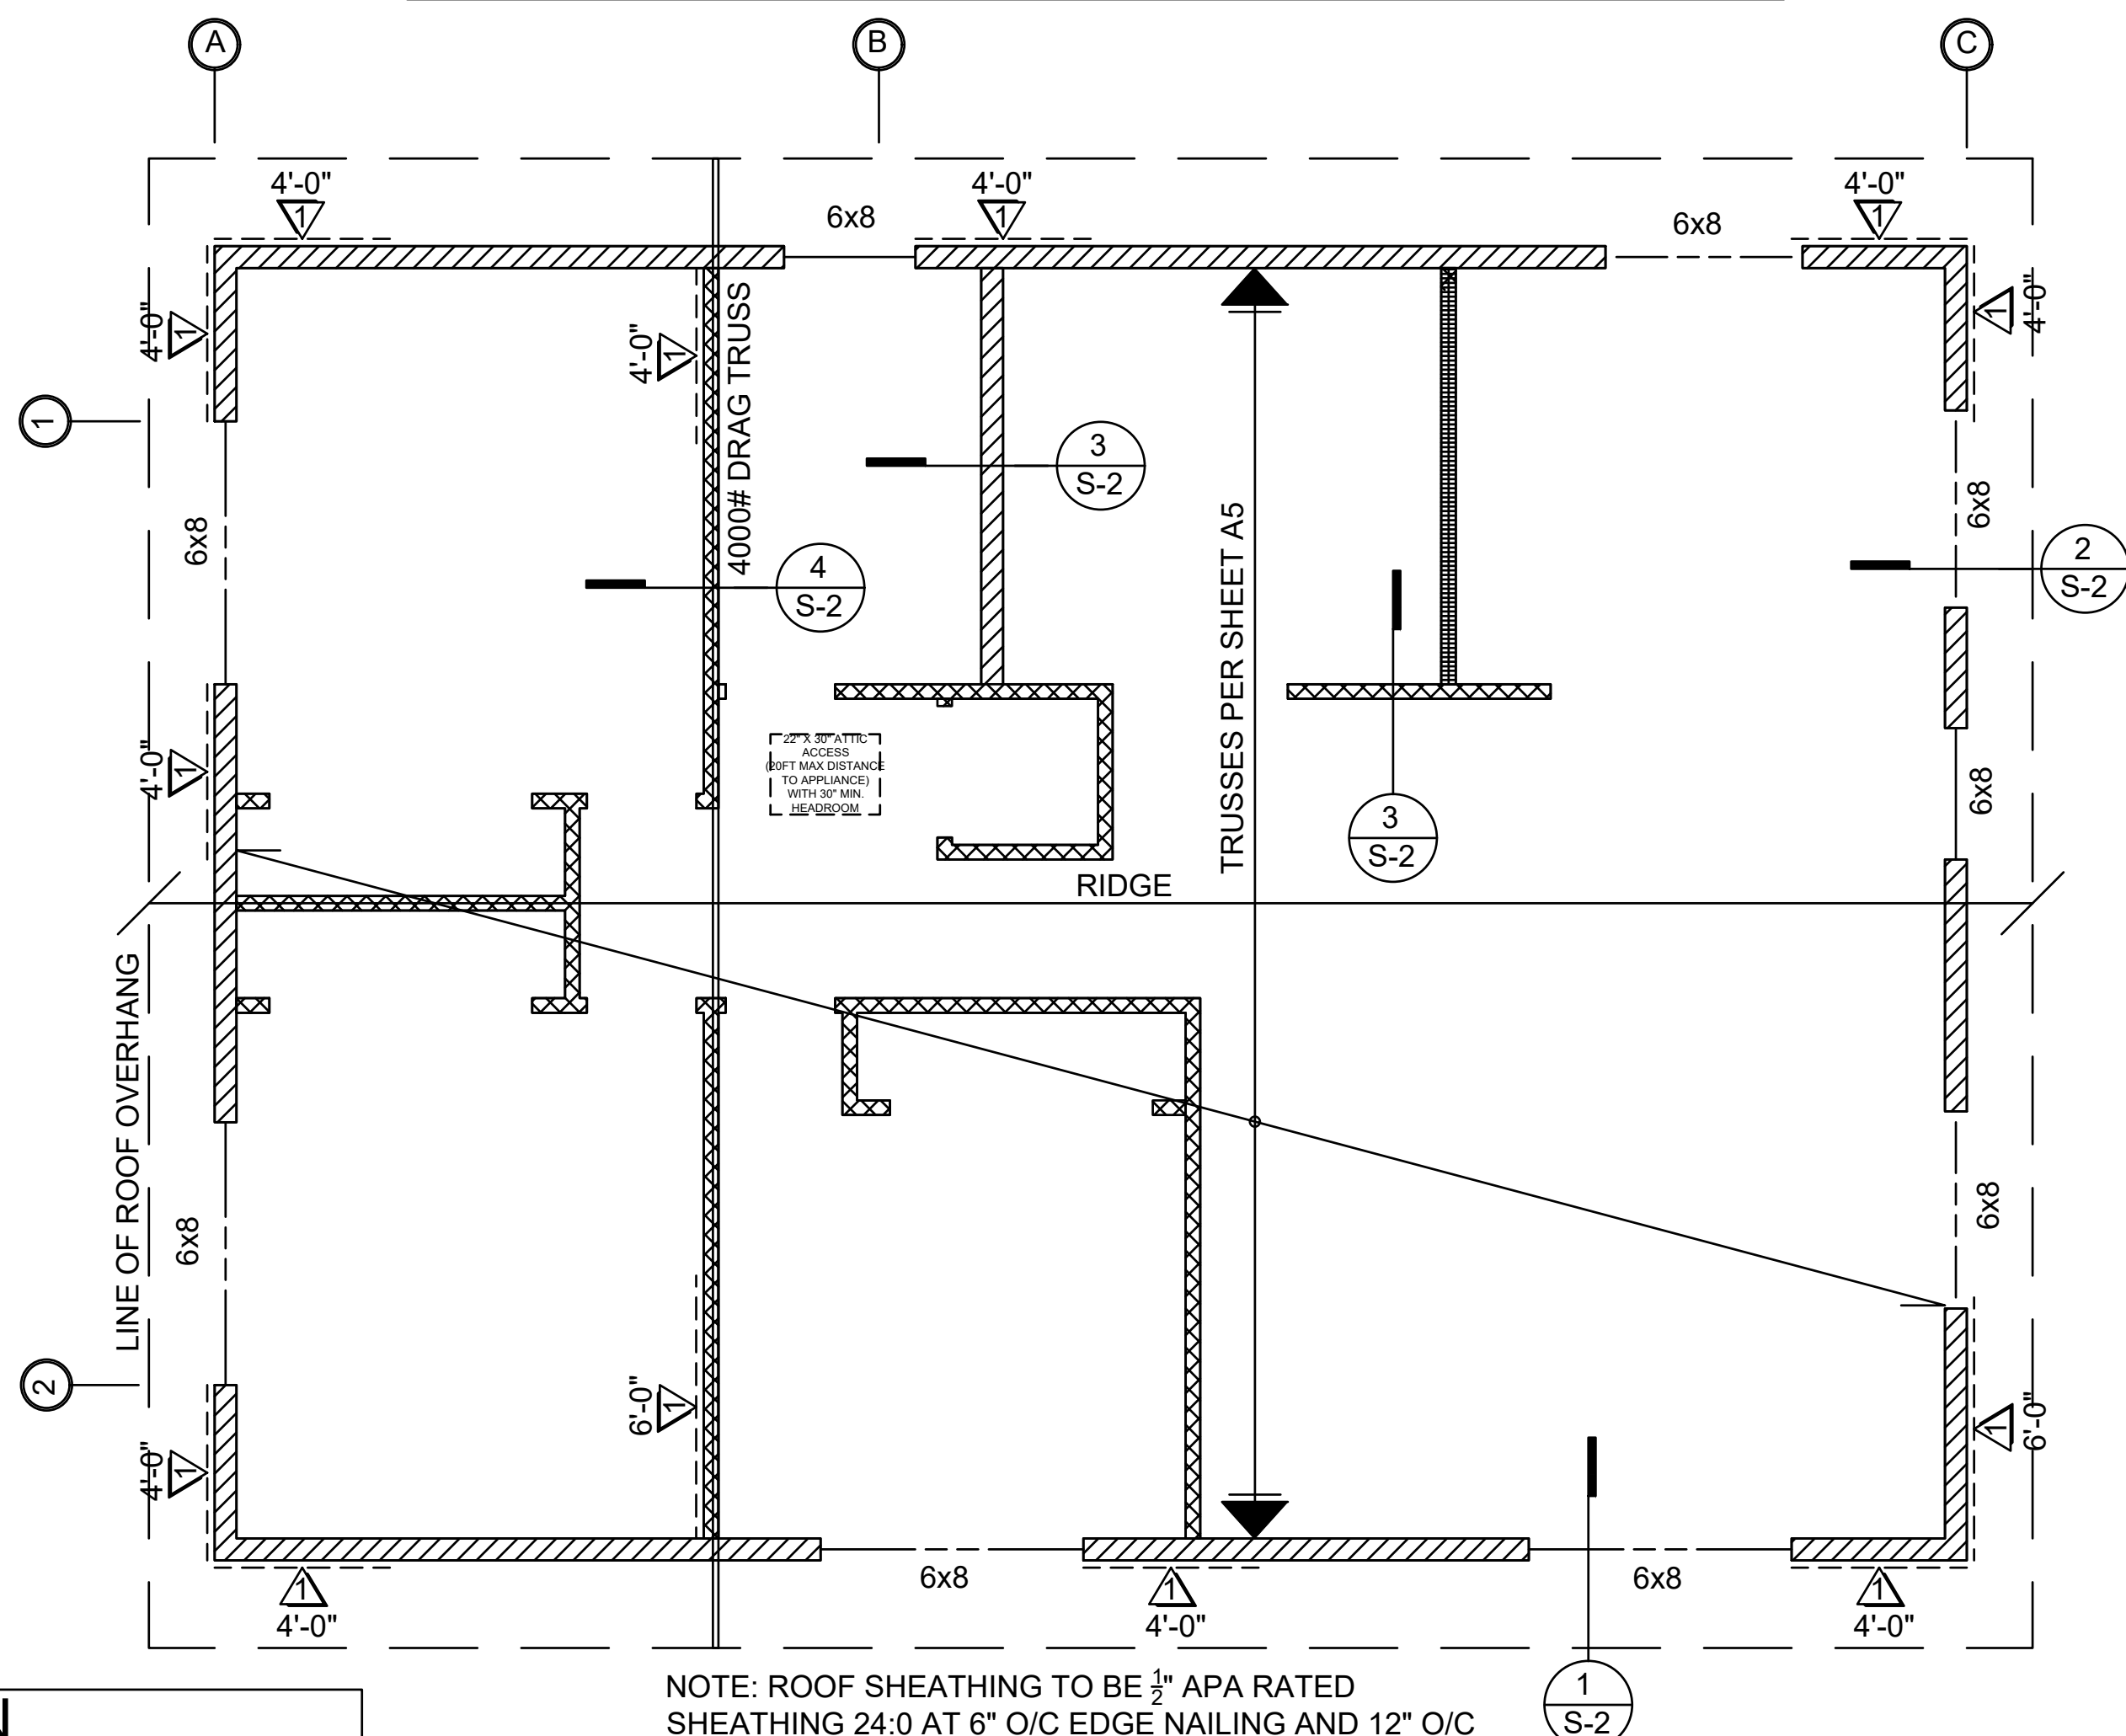 A
B
C
4'-0"
1
4'-0"
1
4'-0"
1
6x8
6x8
4'-0"
1
4'-0"
1
4000# DRAG TRUSS
4'-0"
1
1
3
S-2
6x8
6x8
2
S-2
4
S-2
TRUSSES PER SHEET A5
4'-0"
1
22" X 30" ATTIC
ACCESS
(20FT MAX DISTANCE
TO APPLIANCE)
WITH 30" MIN.
HEADROOM
3
S-2
6x8
RIDGE
LINE OF ROOF OVERHANG
6x8
6x8
2
4'-0"
1
6'-0"
1
6'-0"
1
6x8
6x8
1
4'-0"
1
4'-0"
1
4'-0"
NOTE: ROOF SHEATHING TO BE 1/2" APA RATED
SHEATHING 24:0 AT 6" O/C EDGE NAILING AND 12" O/C
1
S-2